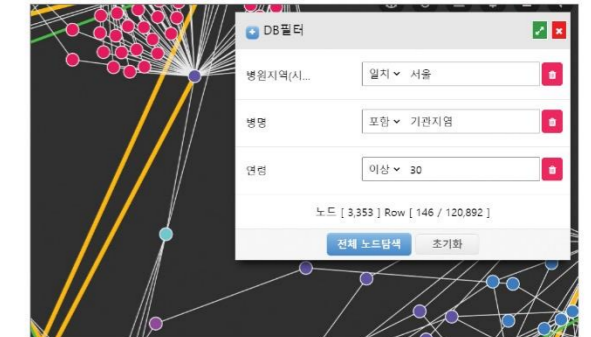 DB필터
병원지역(시... 일치 서울
병명 포함 기관지염
연령 이상 30
노드 [ 3,353 ] Row [ 146 / 120,892 ]
전체 노드탐색 초기화